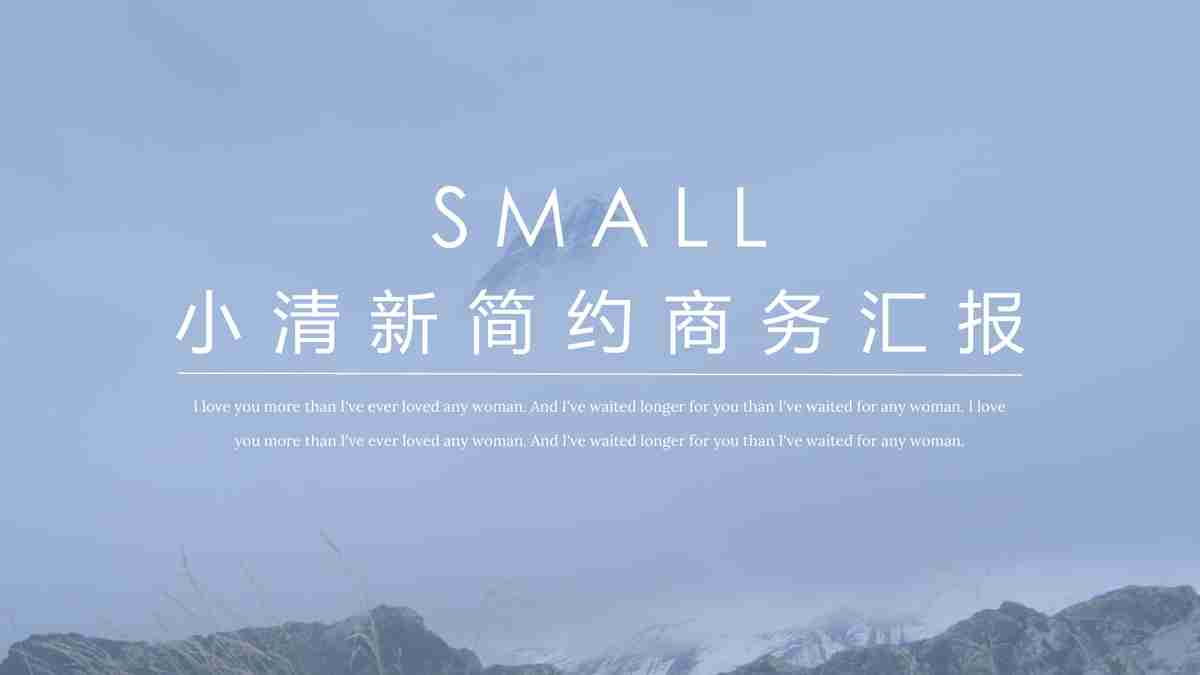 SMALL
小清新简约商务汇报
I love you more than I've ever loved any woman. And I've waited longer for you than I've waited for any woman. I love
you more than I've ever loved any woman. And I've waited longer for you than I've waited for any woman.